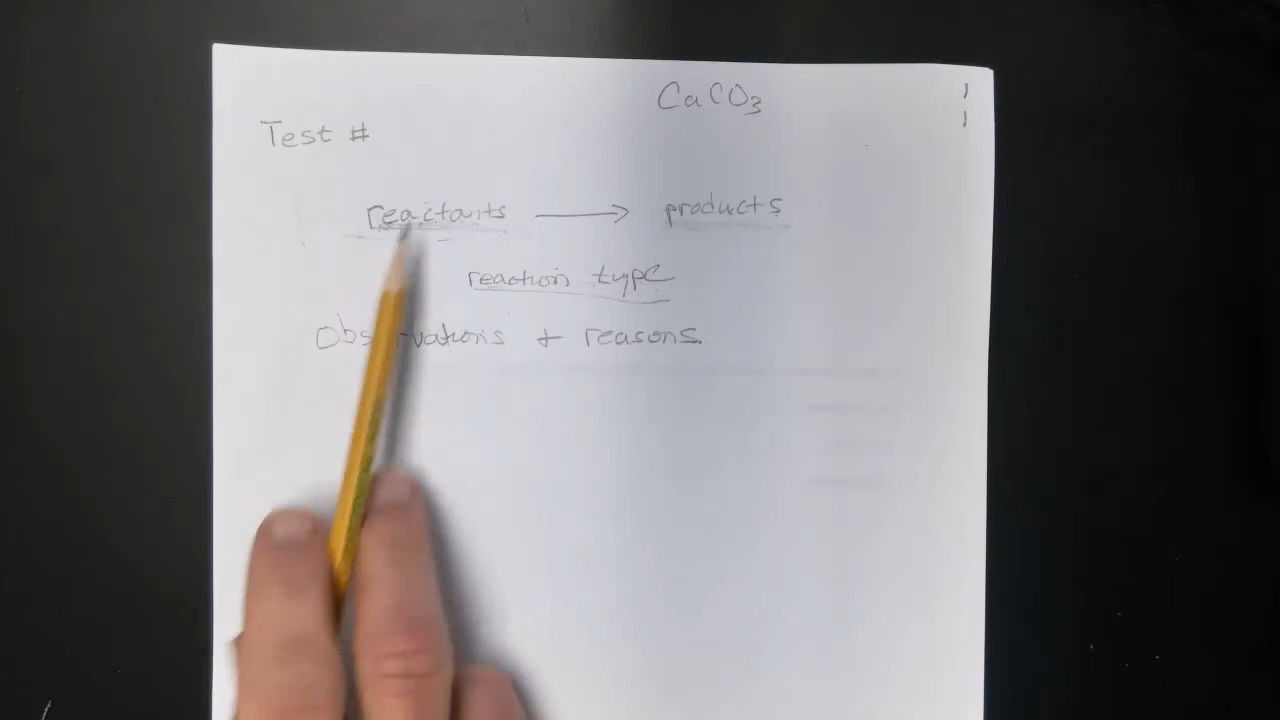 CaCO3
Test #
reactants → products
reaction type
Observations + reasons.